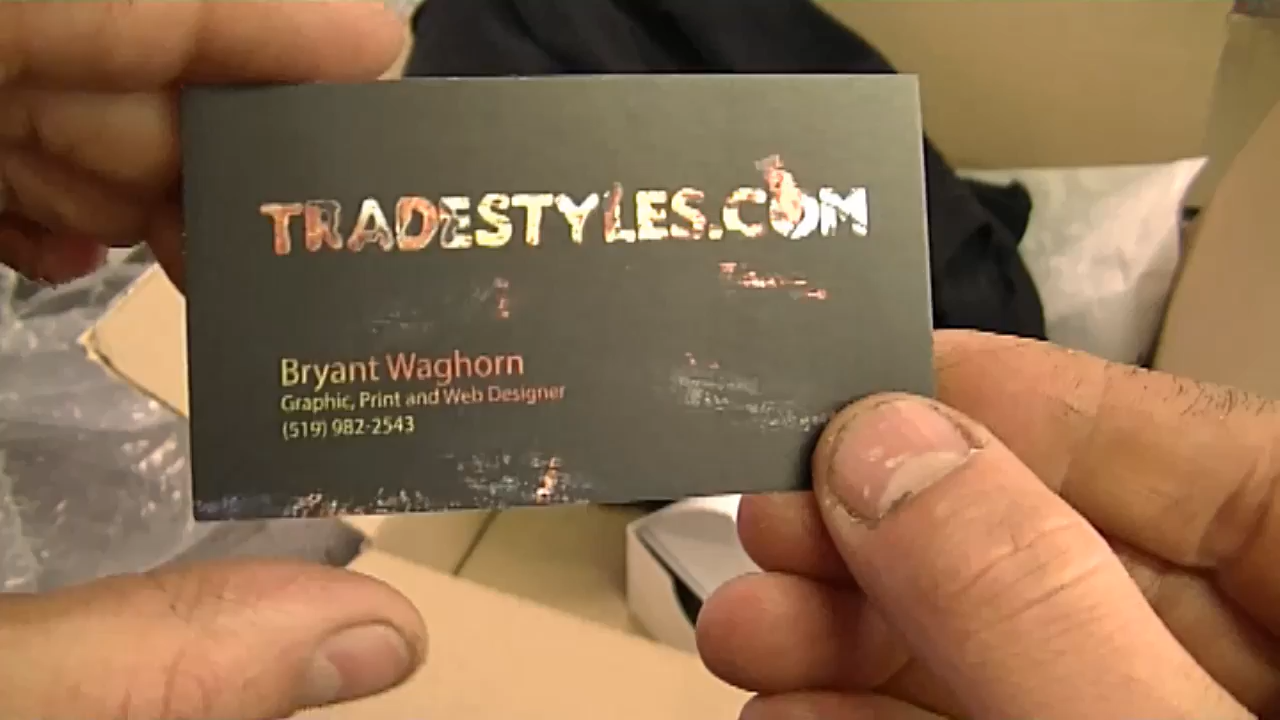 TRADESTYLES.COM
Bryant Waghorn
Graphic, Print and Web Designer
(519) 982-2543